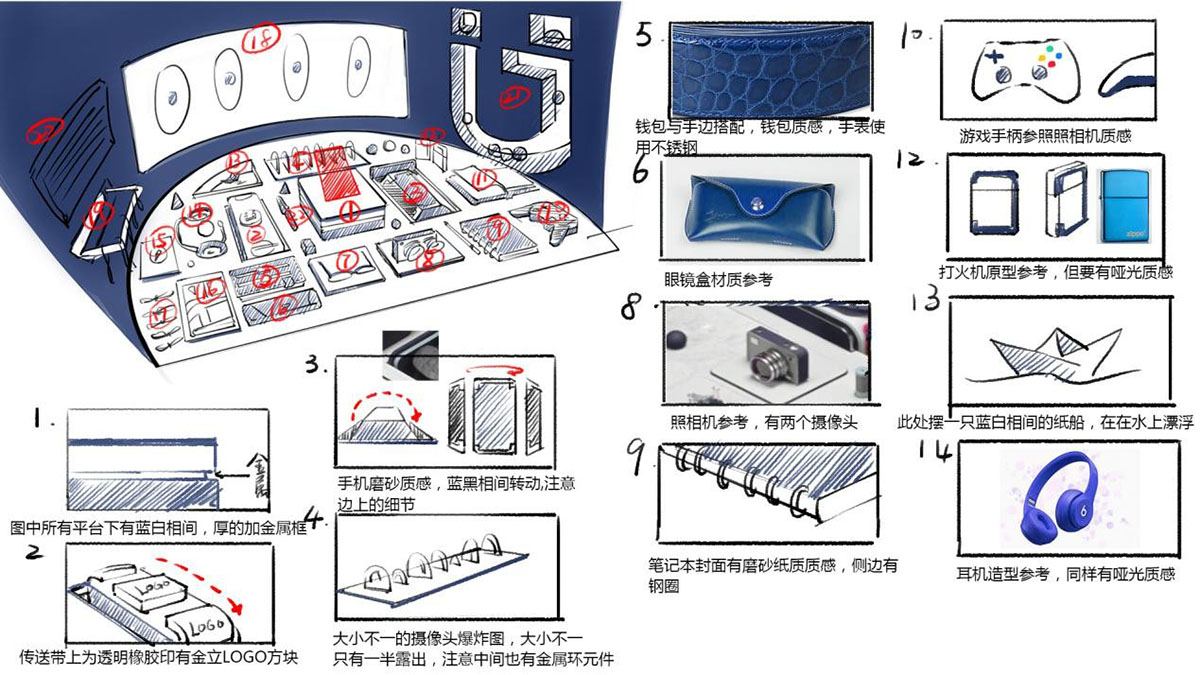 18
20
13
4
12
3
11
19
14
22
1
15
2
9
10
7
8
5
16
6
17
21
1.
金属
图中所有平台下有蓝白相间，厚的加金属框
2
LOGO
LOGO
传送带上为透明橡胶印有金立LOGO方块
3.
手机磨砂质感，蓝黑相间转动,注意
边上的细节
4.
大小不一的摄像头爆炸图，大小不一
只有一半露出，注意中间也有金属环元件
5
钱包与手边搭配，钱包质感，手表使
用不锈钢
6
眼镜盒材质参考
8
照相机参考，有两个摄像头
9
笔记本封面有磨砂纸质质感，侧边有
钢圈
10.
游戏手柄参照照相机质感
12.
zippo
打火机原型参考，但要有哑光质感
13
此处摆一只蓝白相间的纸船，在在水上漂浮
14
耳机造型参考，同样有哑光质感